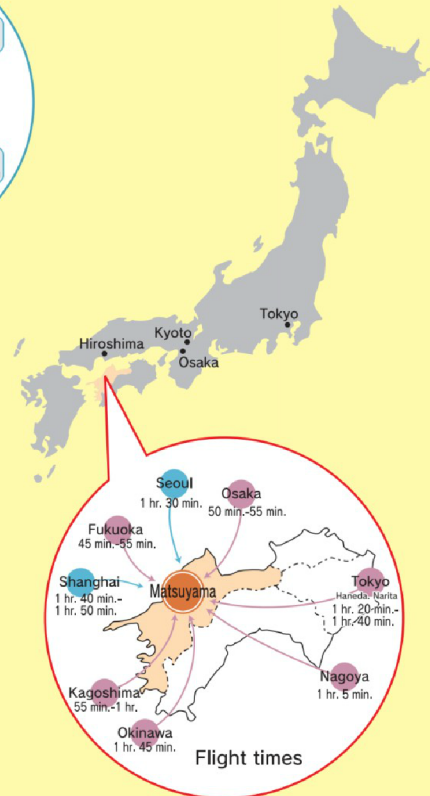 Tokyo
Kyoto
Hiroshima
Osaka
Seoul
1 hr. 30 min.
Osaka
50 min.-55 min.
Fukuoka
45 min.-55 min.
Shanghai
1 hr. 40 min.-
1 hr. 50 min.
Matsuyama
Tokyo
Haneda, Narita
1 hr. 20 min.-
1 hr. 40 min.
Nagoya
1 hr. 5 min.
Kagoshima
55 min.-1 hr.
Okinawa
1 hr. 45 min.
Flight times